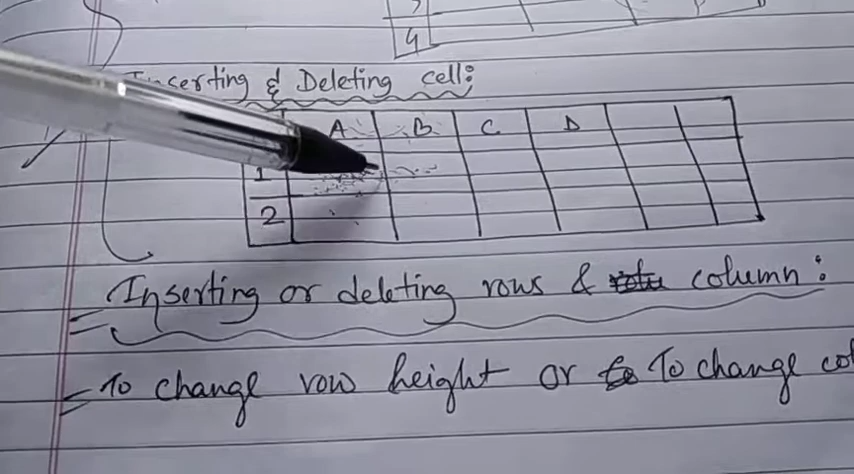 4
Inserting & Deleting cell:
A B C D
1
2
Inserting or deleting rows & column:
To change row height or To change